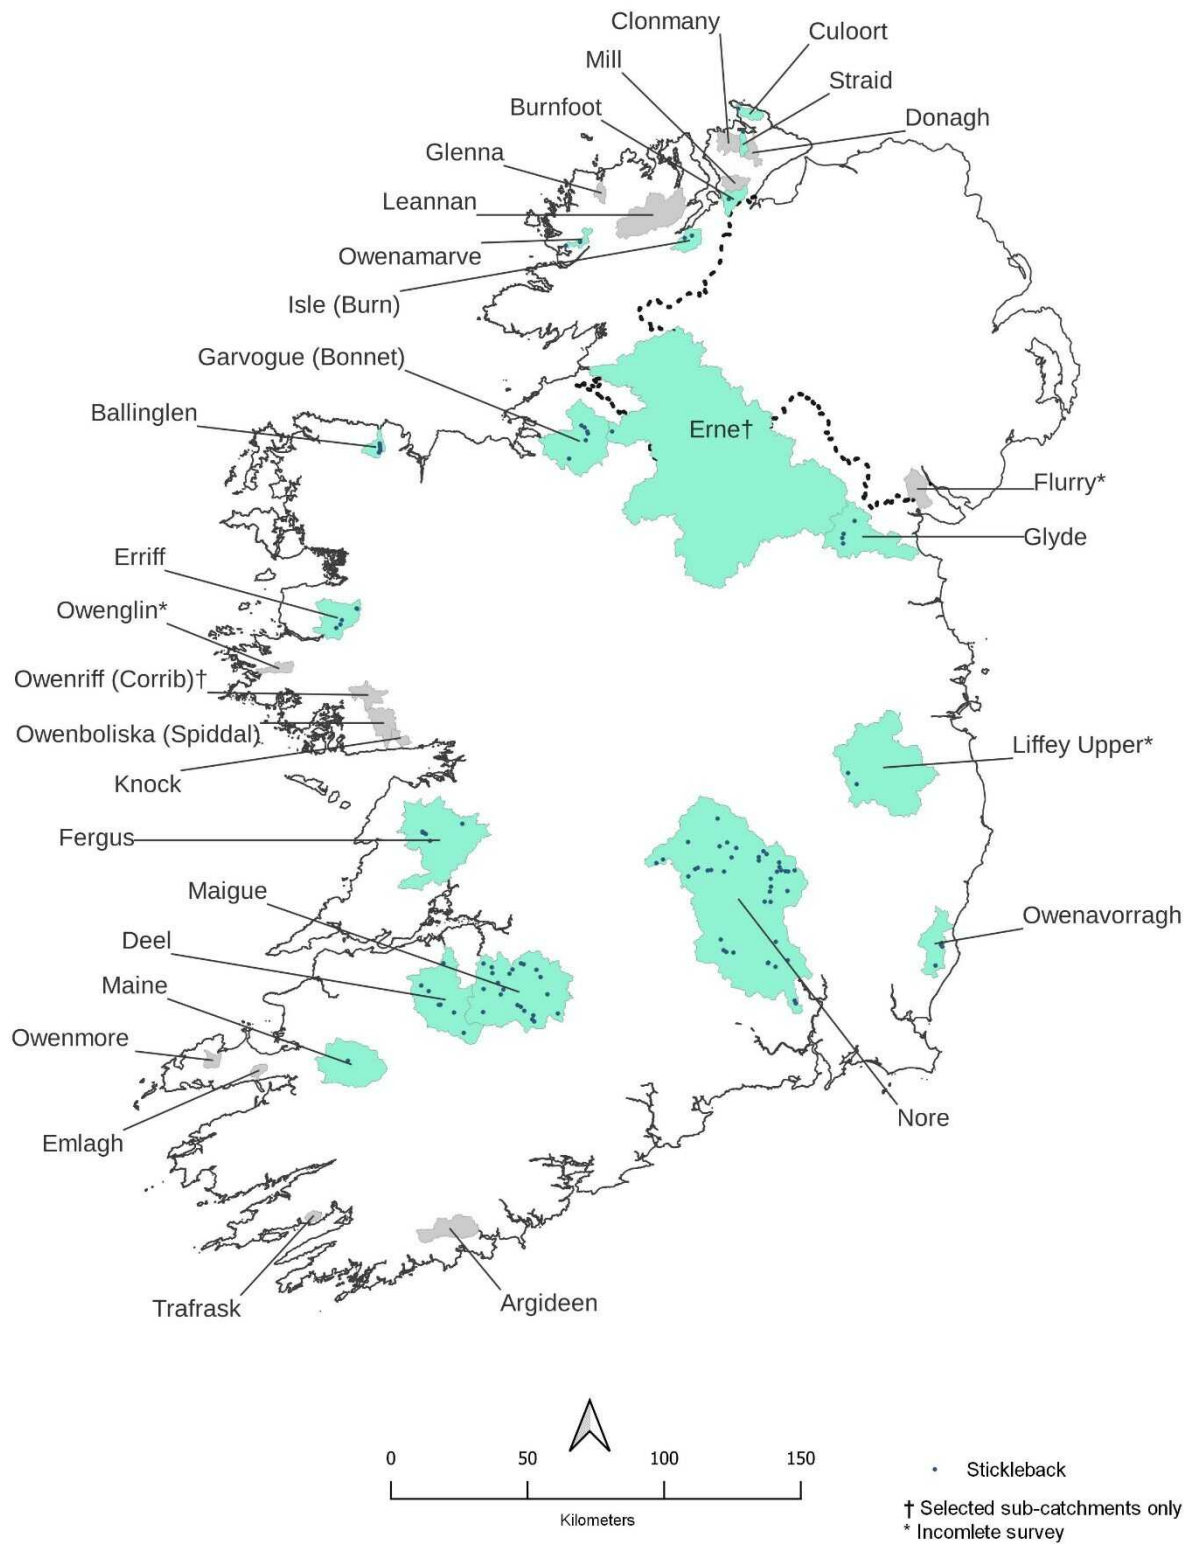 Clonmany
Culoort
Mill
Straid
Burnfoot
Donagh
Glenna
Leannan
Owenamarve
Isle (Burn)
Garvogue (Bonnet)
Ballinglen
Erne†
Flurry*
Glyde
Erriff
Owenglin*
Owenriff (Corrib)†
Owenboliska (Spiddal)
Liffey Upper*
Knock
Fergus
Maigue
Owenavorragh
Deel
Maine
Owenmore
Nore
Emlagh
Trafrask
Argideen
0 50 100 150
Kilometers
Stickleback
† Selected sub-catchments only
* Incomlete survey